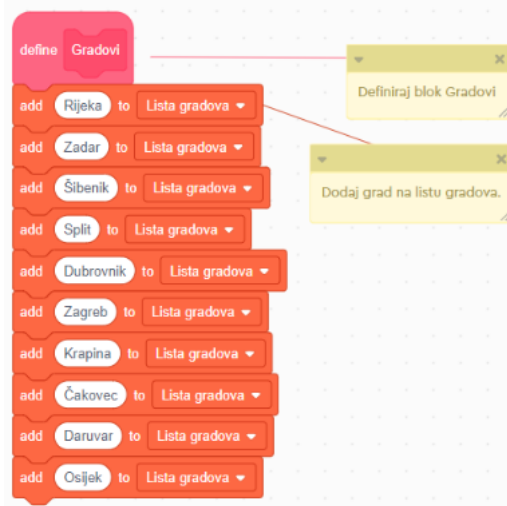 define Gradovi
Definiraj blok Gradovi
add Rijeka to Lista gradova
add Zadar to Lista gradova
Dodaj grad na listu gradova.
add Šibenik to Lista gradova
add Split to Lista gradova
add Dubrovnik to Lista gradova
add Zagreb to Lista gradova
add Krapina to Lista gradova
add Čakovec to Lista gradova
add Daruvar to Lista gradova
add Osijek to Lista gradova